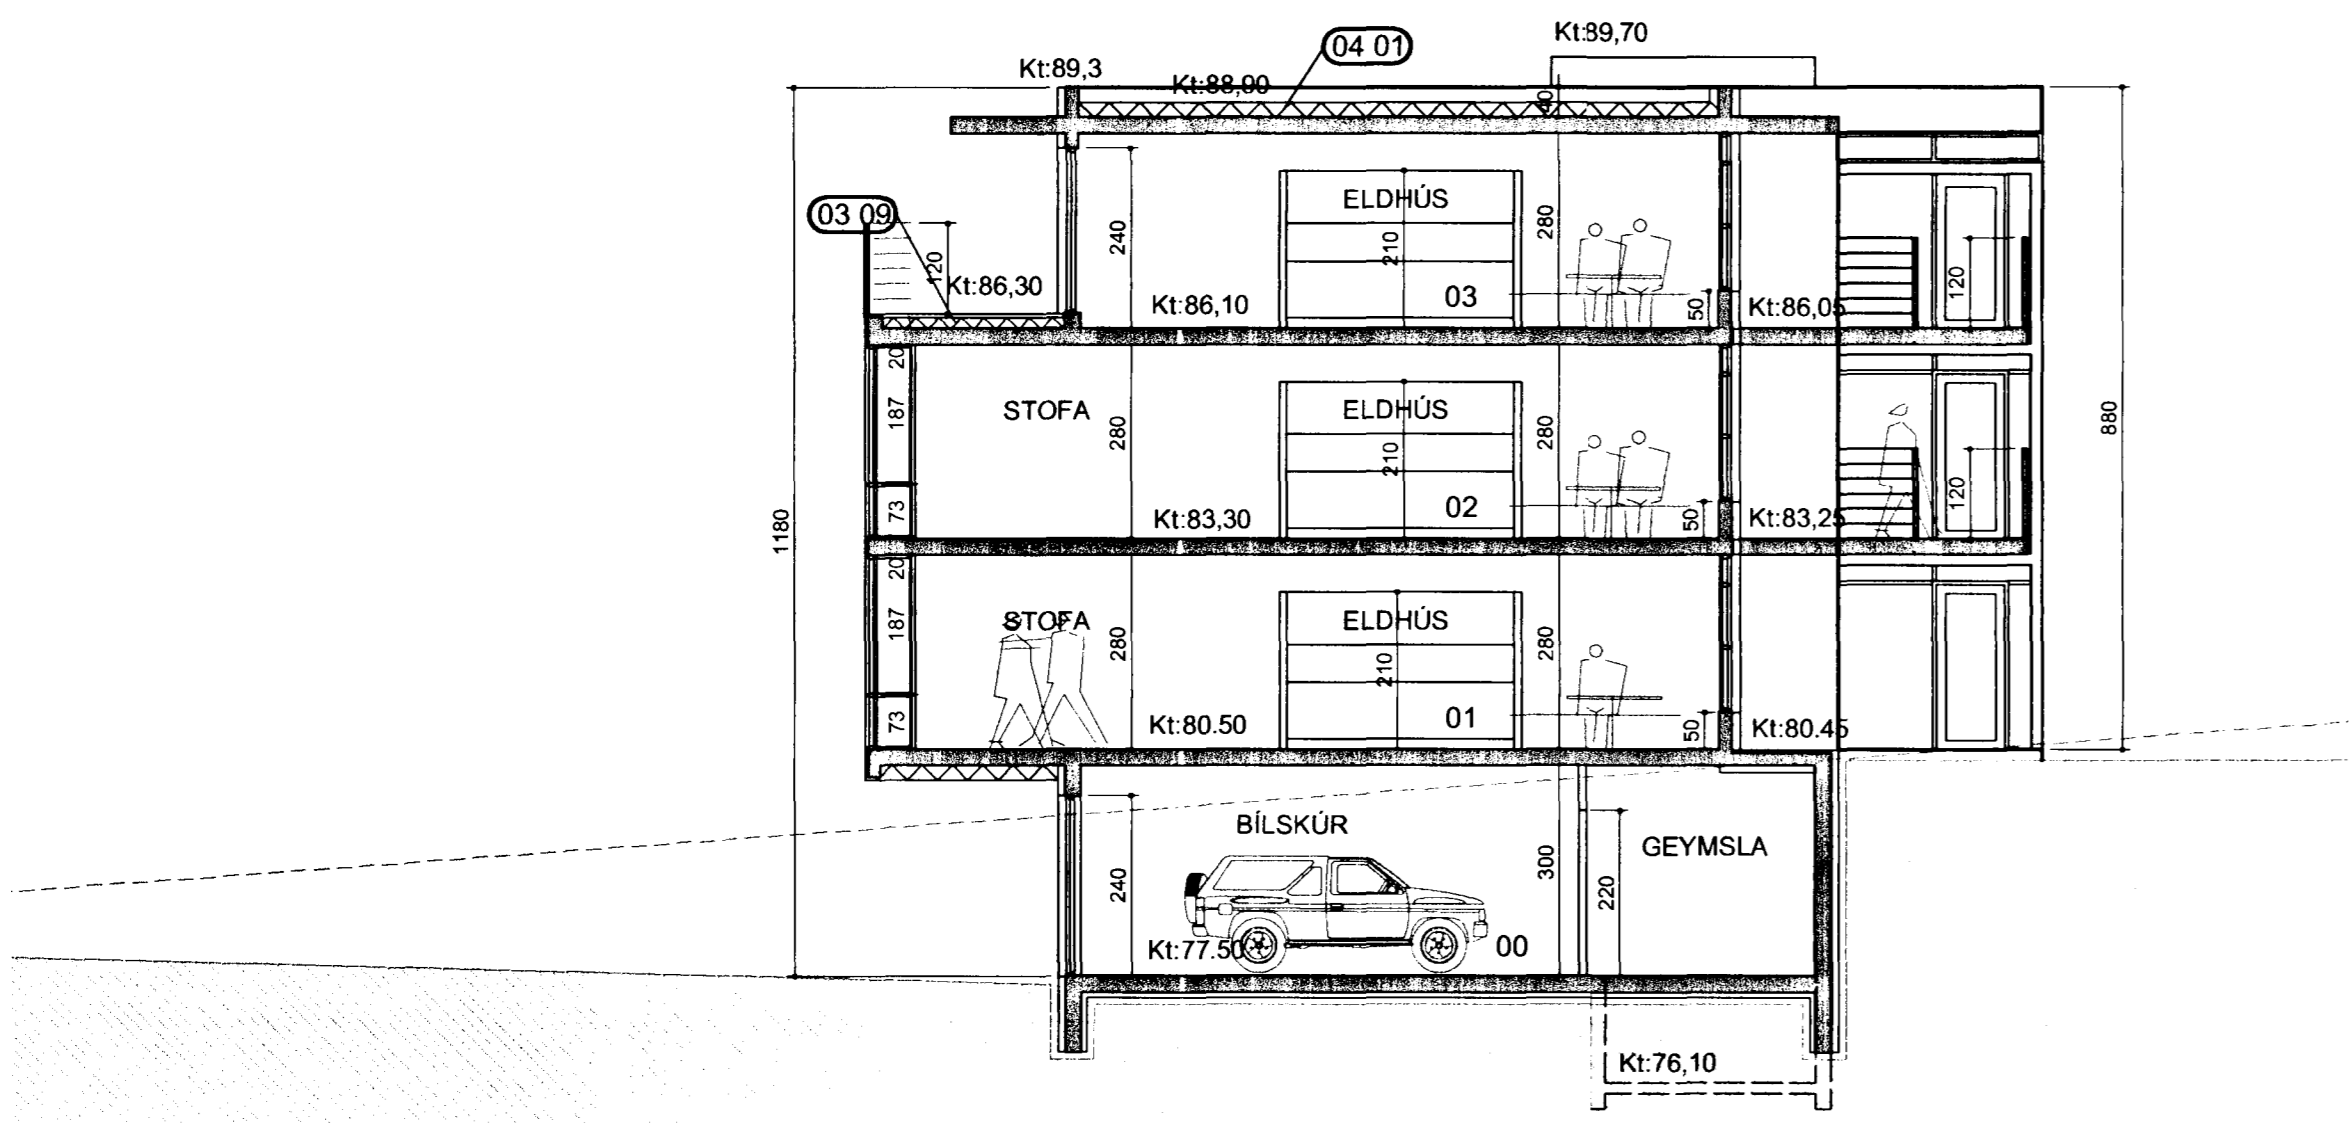 Kt:89,70
04 01
Kt:89,3
Kt:88,90
40
03 09
120
Kt:86,30
240
ELDHÚS
210
280
03
Kt:86,10
50
Kt:86,05
120
20
187
73
STOFA
280
ELDHÚS
210
280
02
Kt:83,30
50
Kt:83,25
120
880
1180
20
187
73
STOFA
280
ELDHÚS
210
280
01
Kt:80.50
50
Kt:80.45
BÍLSKÚR
GEYMSLA
240
300
220
Kt:77.50
00
Kt:76,10